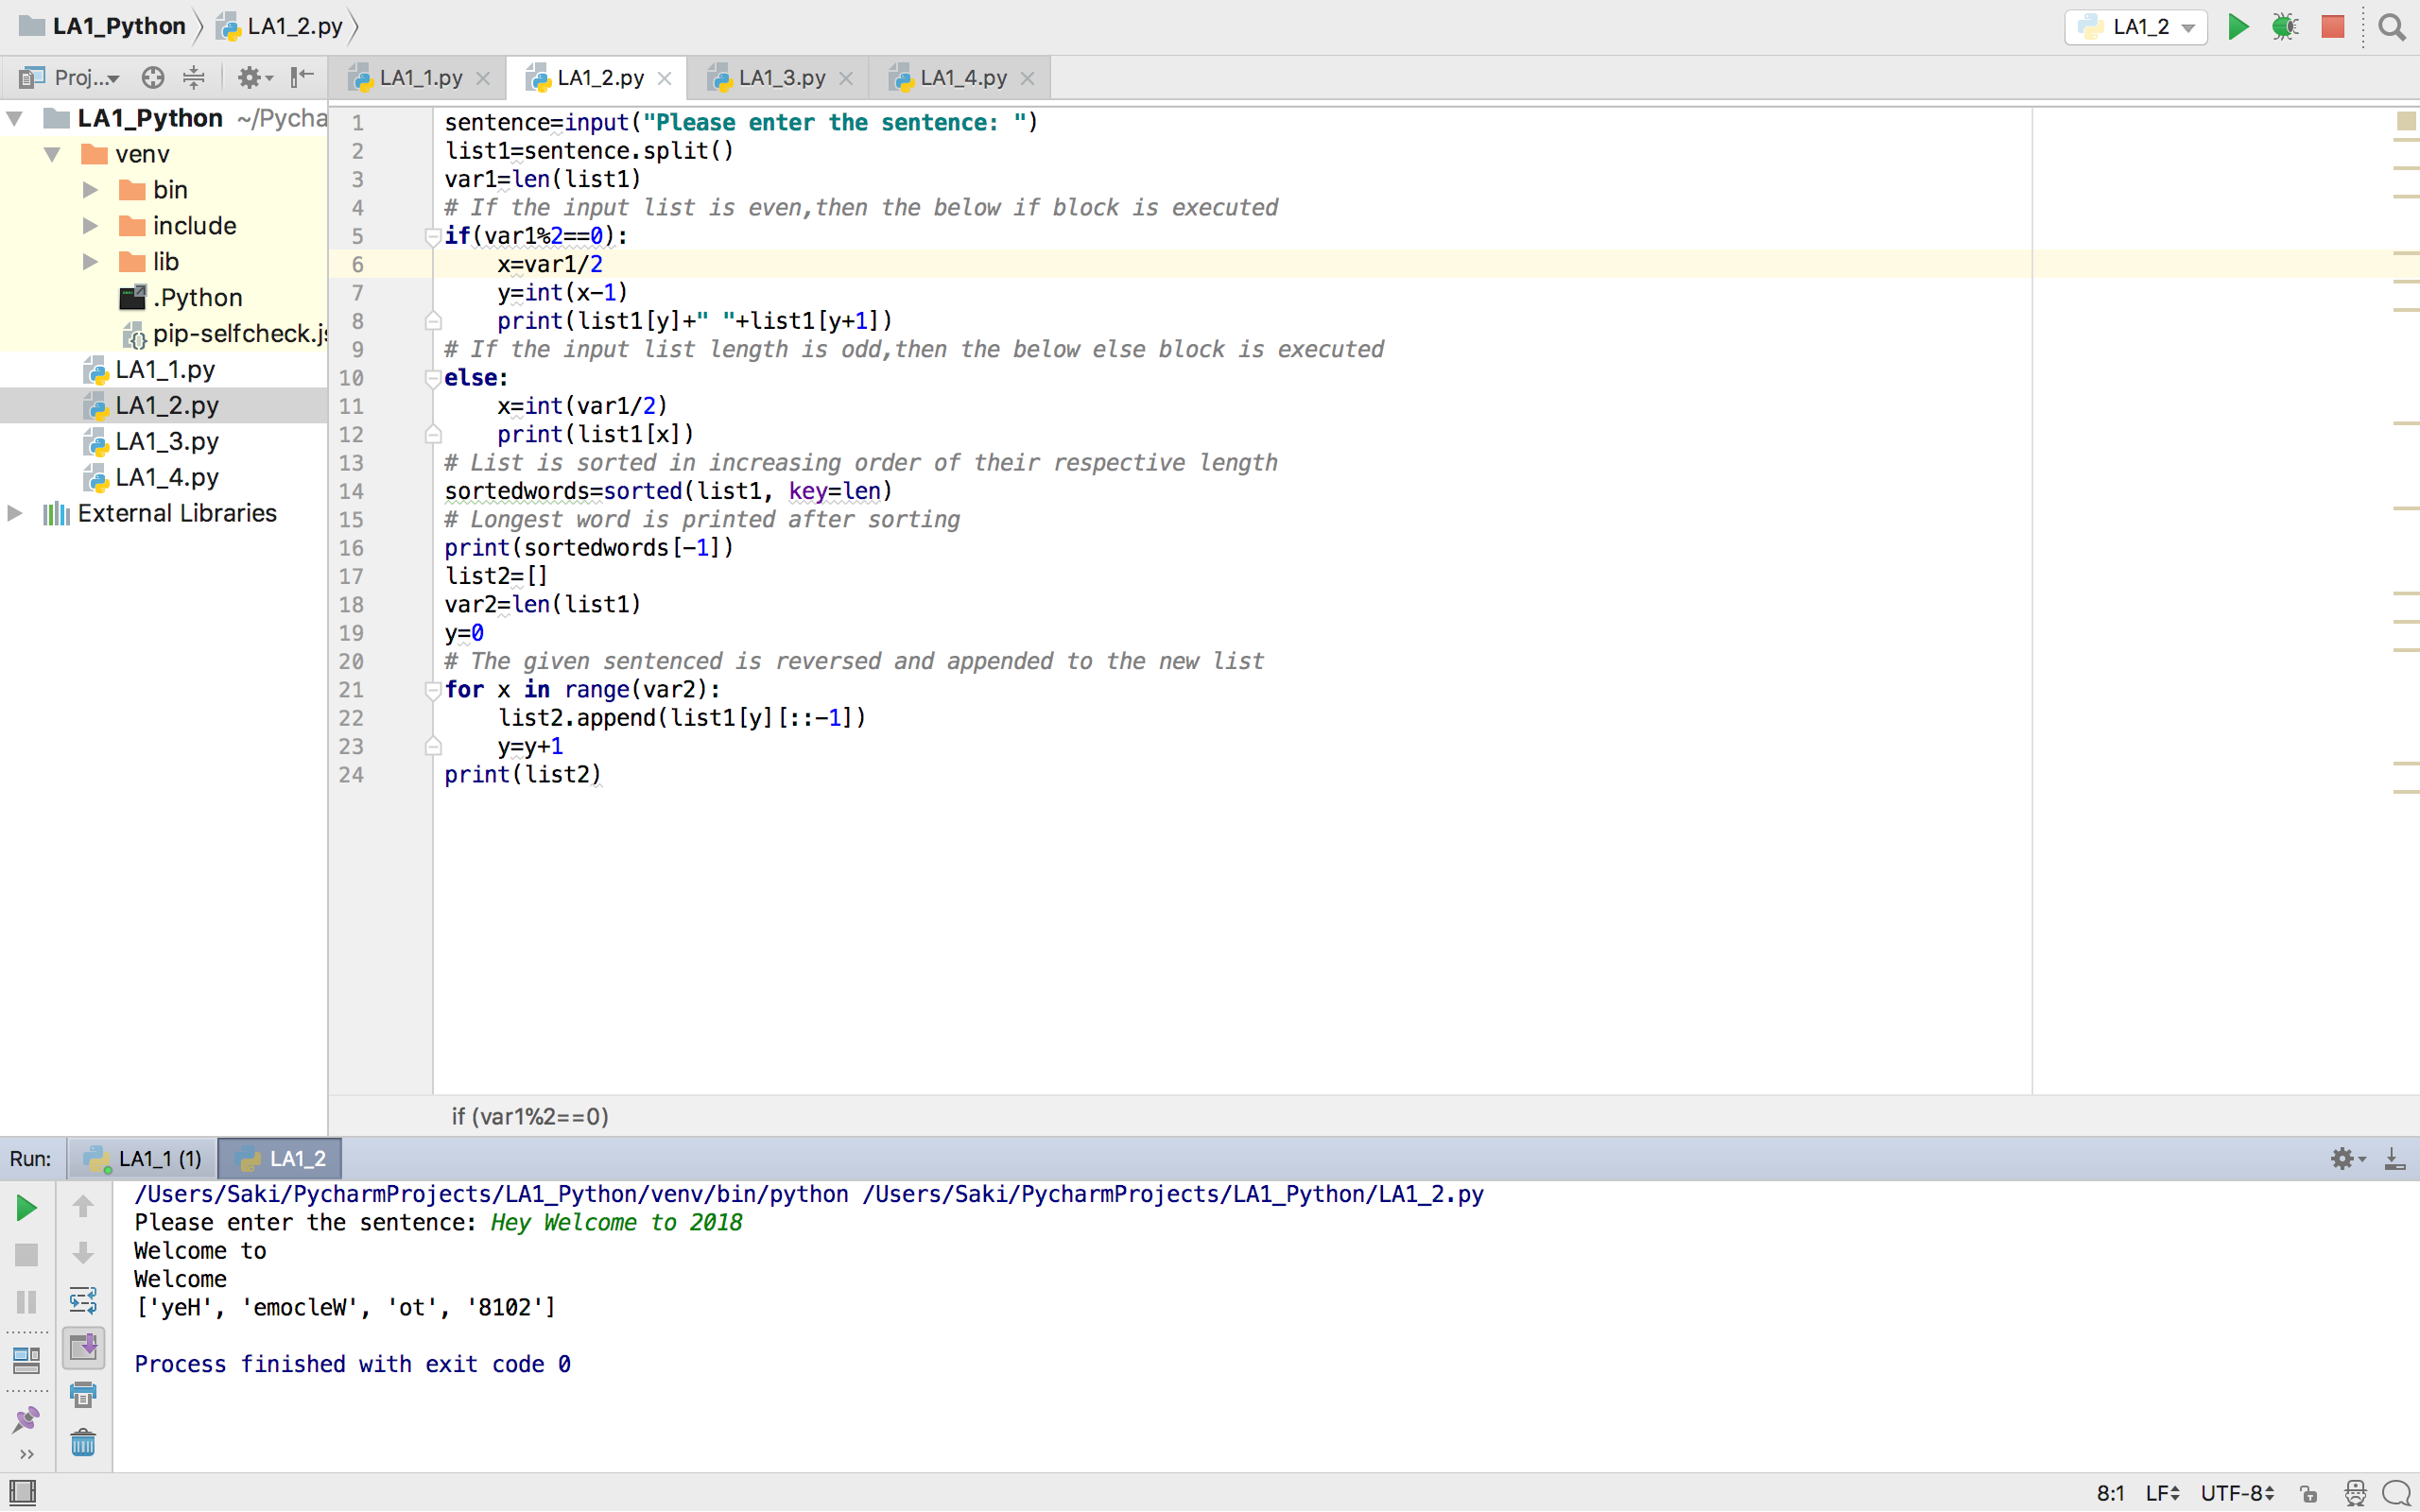 LA1_Python LA1_2.py LA1_2
Proj... LA1_1.py LA1_2.py LA1_3.py LA1_4.py
LA1_Python ~/Pycha
venv
bin
include
lib
.Python
pip-selfcheck.js
LA1_1.py
LA1_2.py
LA1_3.py
LA1_4.py
External Libraries
1 sentence=input("Please enter the sentence: ")
2 list1=sentence.split()
3 var1=len(list1)
4 # If the input list is even,then the below if block is executed
5 if(var1%2==0):
6     x=var1/2
7     y=int(x-1)
8     print(list1[y]+" "+list1[y+1])
9 # If the input list length is odd,then the below else block is executed
10 else:
11     x=int(var1/2)
12     print(list1[x])
13 # List is sorted in increasing order of their respective length
14 sortedwords=sorted(list1, key=len)
15 # Longest word is printed after sorting
16 print(sortedwords[-1])
17 list2=[]
18 var2=len(list1)
19 y=0
20 # The given sentenced is reversed and appended to the new list
21 for x in range(var2):
22     list2.append(list1[y][::-1])
23     y=y+1
24 print(list2)
if (var1%2==0)
Run: LA1_1 (1) LA1_2
/Users/Saki/PycharmProjects/LA1_Python/venv/bin/python /Users/Saki/PycharmProjects/LA1_Python/LA1_2.py
Please enter the sentence: Hey Welcome to 2018
Welcome to
Welcome
['yeH', 'emocleW', 'ot', '8102']
Process finished with exit code 0
8:1 LF UTF-8